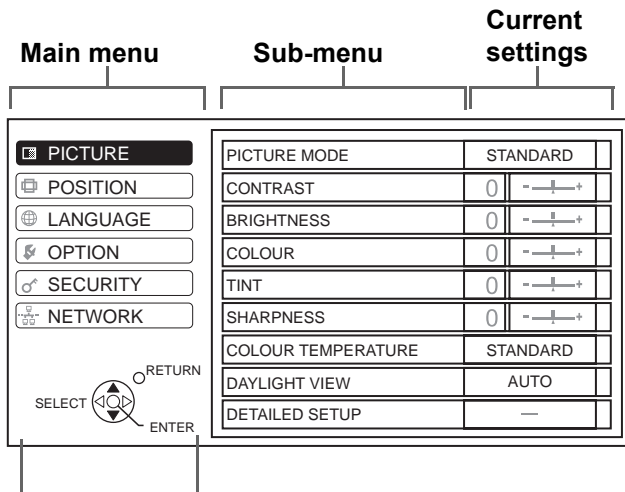 Main menu
Sub-menu
Current
settings
PICTURE
POSITION
LANGUAGE
OPTION
SECURITY
NETWORK
RETURN
SELECT
ENTER
PICTURE MODE STANDARD
CONTRAST 0 - +
BRIGHTNESS 0 - +
COLOUR 0 - +
TINT 0 - +
SHARPNESS 0 - +
COLOUR TEMPERATURE STANDARD
DAYLIGHT VIEW AUTO
DETAILED SETUP —